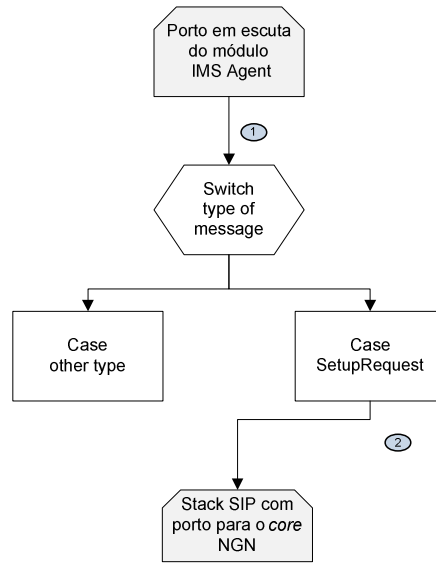 Porto em escuta
do módulo
IMS Agent
1
Switch
type of
message
Case
other type
Case
SetupRequest
2
Stack SIP com
porto para o core
NGN